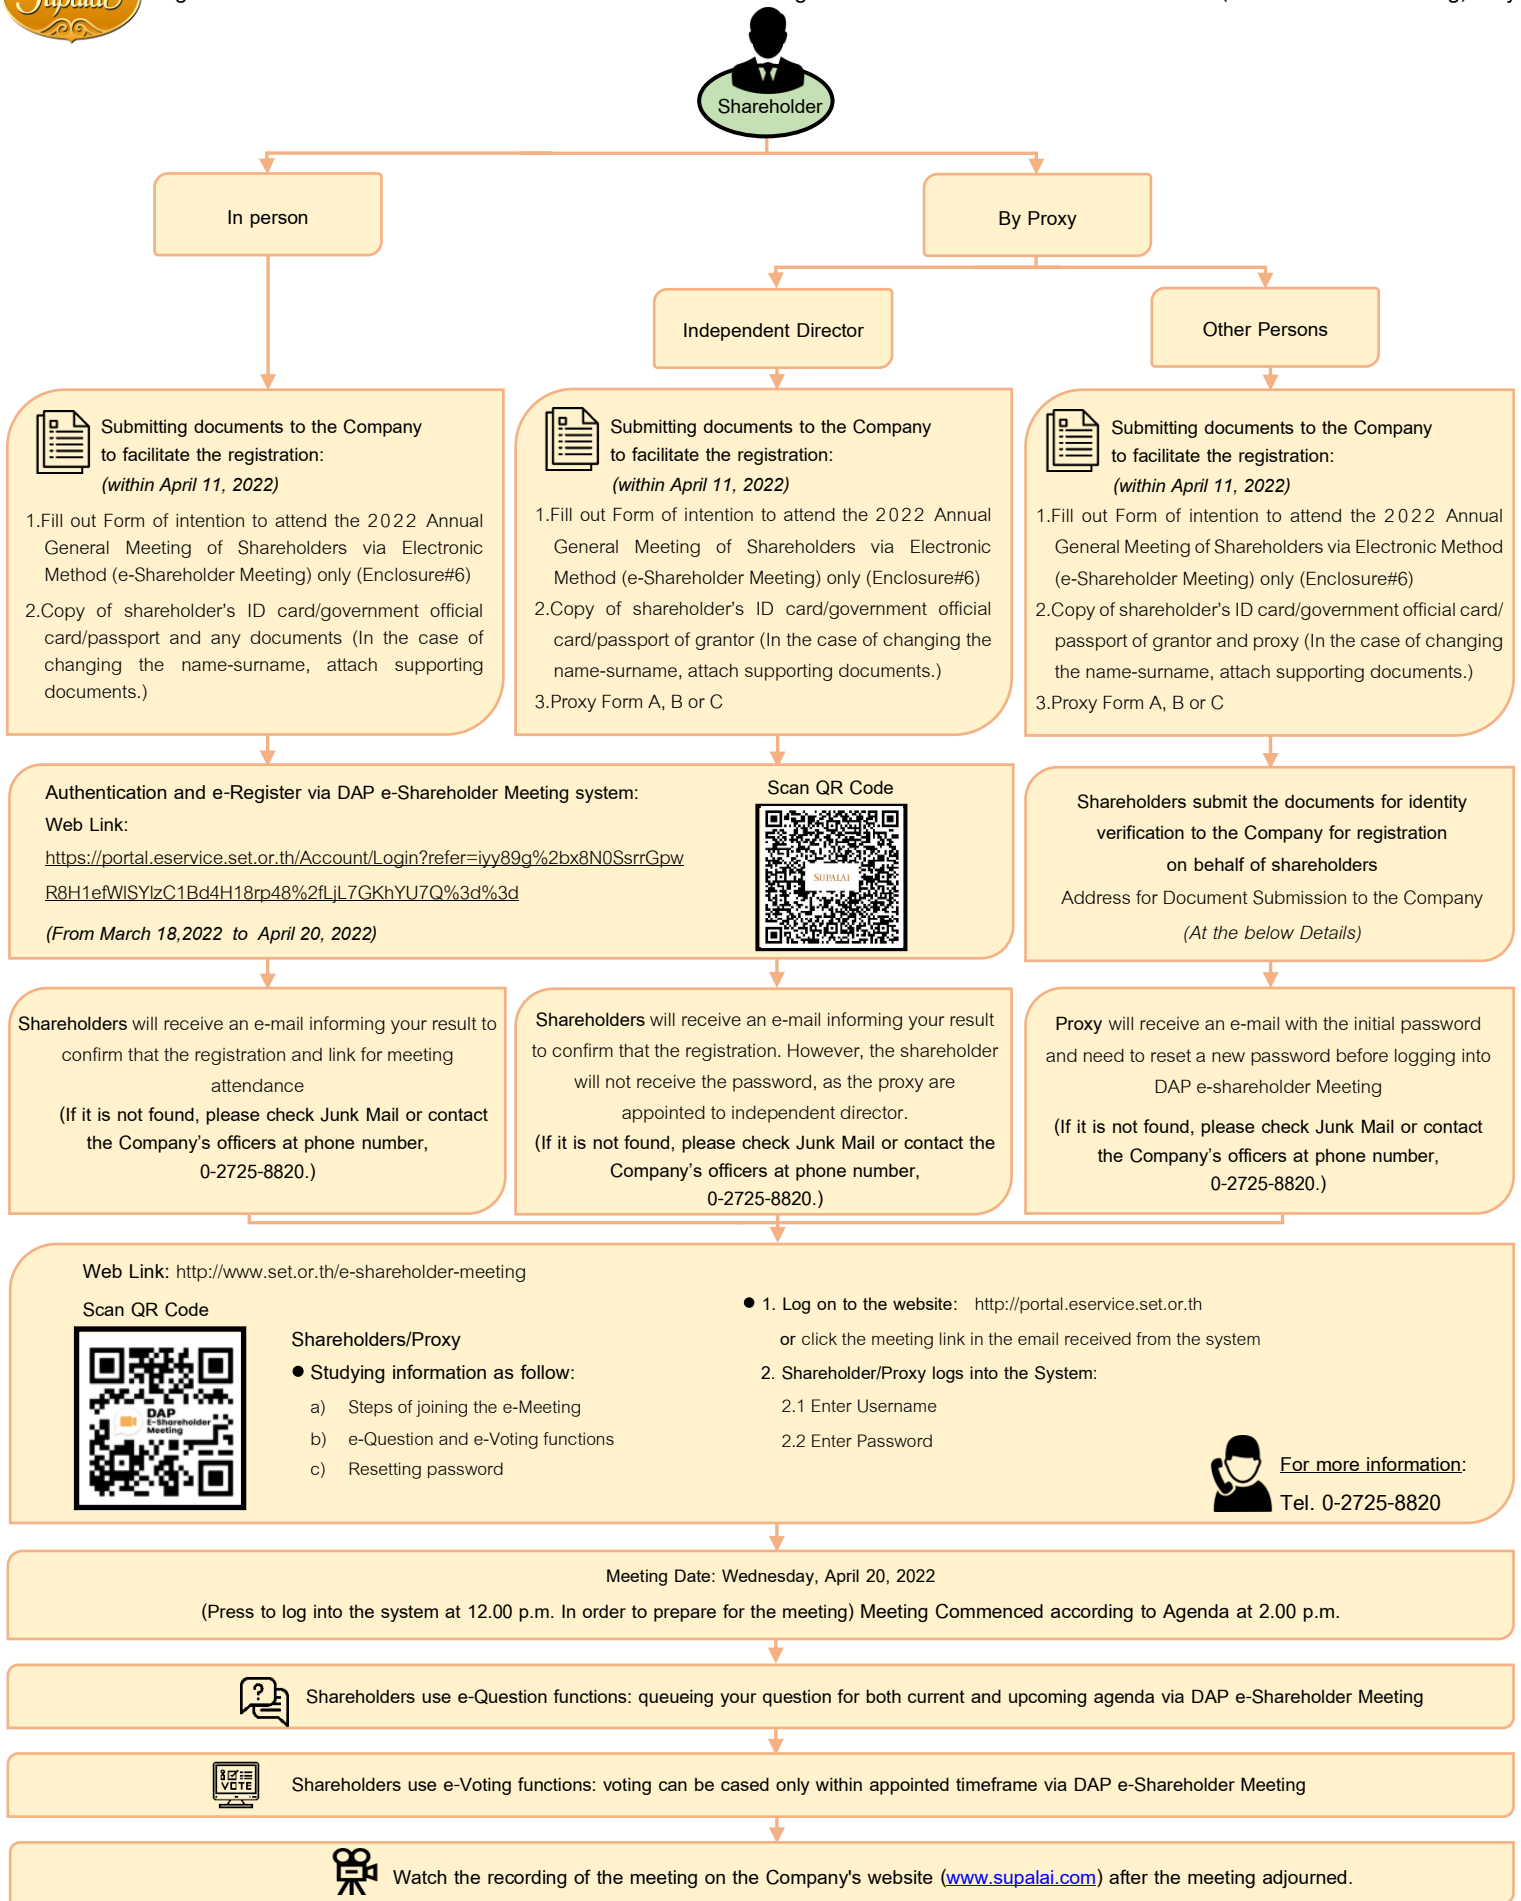 Supalai
Shareholder
In person
By Proxy
Independent Director
Other Persons
Submitting documents to the Company
to facilitate the registration:
(within April 11, 2022)
1.Fill out Form of intention to attend the 2022 Annual
General Meeting of Shareholders via Electronic
Method (e-Shareholder Meeting) only (Enclosure#6)
2.Copy of shareholder's ID card/government official
card/passport and any documents (In the case of
changing the name-surname, attach supporting
documents.)
Submitting documents to the Company
to facilitate the registration:
(within April 11, 2022)
1.Fill out Form of intention to attend the 2022 Annual
General Meeting of Shareholders via Electronic
Method (e-Shareholder Meeting) only (Enclosure#6)
2.Copy of shareholder's ID card/government official
card/passport of grantor (In the case of changing the
name-surname, attach supporting documents.)
3.Proxy Form A, B or C
Submitting documents to the Company
to facilitate the registration:
(within April 11, 2022)
1.Fill out Form of intention to attend the 2022 Annual
General Meeting of Shareholders via Electronic Method
(e-Shareholder Meeting) only (Enclosure#6)
2.Copy of shareholder's ID card/government official card/
passport of grantor and proxy (In the case of changing
the name-surname, attach supporting documents.)
3.Proxy Form A, B or C
Authentication and e-Register via DAP e-Shareholder Meeting system:
Web Link:
https://portal.eservice.set.or.th/Account/Login?refer=iyy89g%2bx8N0SsrrGpw
R8H1efWlSYlzC1Bd4H18rp48%2fLjL7GKhYU7Q%3d%3d
(From March 18,2022 to April 20, 2022)
Scan QR Code
SUPALAI
Shareholders submit the documents for identity
verification to the Company for registration
on behalf of shareholders
Address for Document Submission to the Company
(At the below Details)
Shareholders will receive an e-mail informing your result to
confirm that the registration and link for meeting
attendance
(If it is not found, please check Junk Mail or contact
the Company's officers at phone number,
0-2725-8820.)
Shareholders will receive an e-mail informing your result
to confirm that the registration. However, the shareholder
will not receive the password, as the proxy are
appointed to independent director.
(If it is not found, please check Junk Mail or contact the
Company's officers at phone number,
0-2725-8820.)
Proxy will receive an e-mail with the initial password
and need to reset a new password before logging into
DAP e-shareholder Meeting
(If it is not found, please check Junk Mail or contact
the Company's officers at phone number,
0-2725-8820.)
Web Link: http://www.set.or.th/e-shareholder-meeting
Scan QR Code
DAP
E-Shareholder
Meeting
Shareholders/Proxy
● Studying information as follow:
a) Steps of joining the e-Meeting
b) e-Question and e-Voting functions
c) Resetting password
● 1. Log on to the website: http://portal.eservice.set.or.th
or click the meeting link in the email received from the system
2. Shareholder/Proxy logs into the System:
2.1 Enter Username
2.2 Enter Password
For more information:
Tel. 0-2725-8820
Meeting Date: Wednesday, April 20, 2022
(Press to log into the system at 12.00 p.m. In order to prepare for the meeting) Meeting Commenced according to Agenda at 2.00 p.m.
?
Shareholders use e-Question functions: queueing your question for both current and upcoming agenda via DAP e-Shareholder Meeting
VOTE
Shareholders use e-Voting functions: voting can be cased only within appointed timeframe via DAP e-Shareholder Meeting
Watch the recording of the meeting on the Company's website (www.supalai.com) after the meeting adjourned.